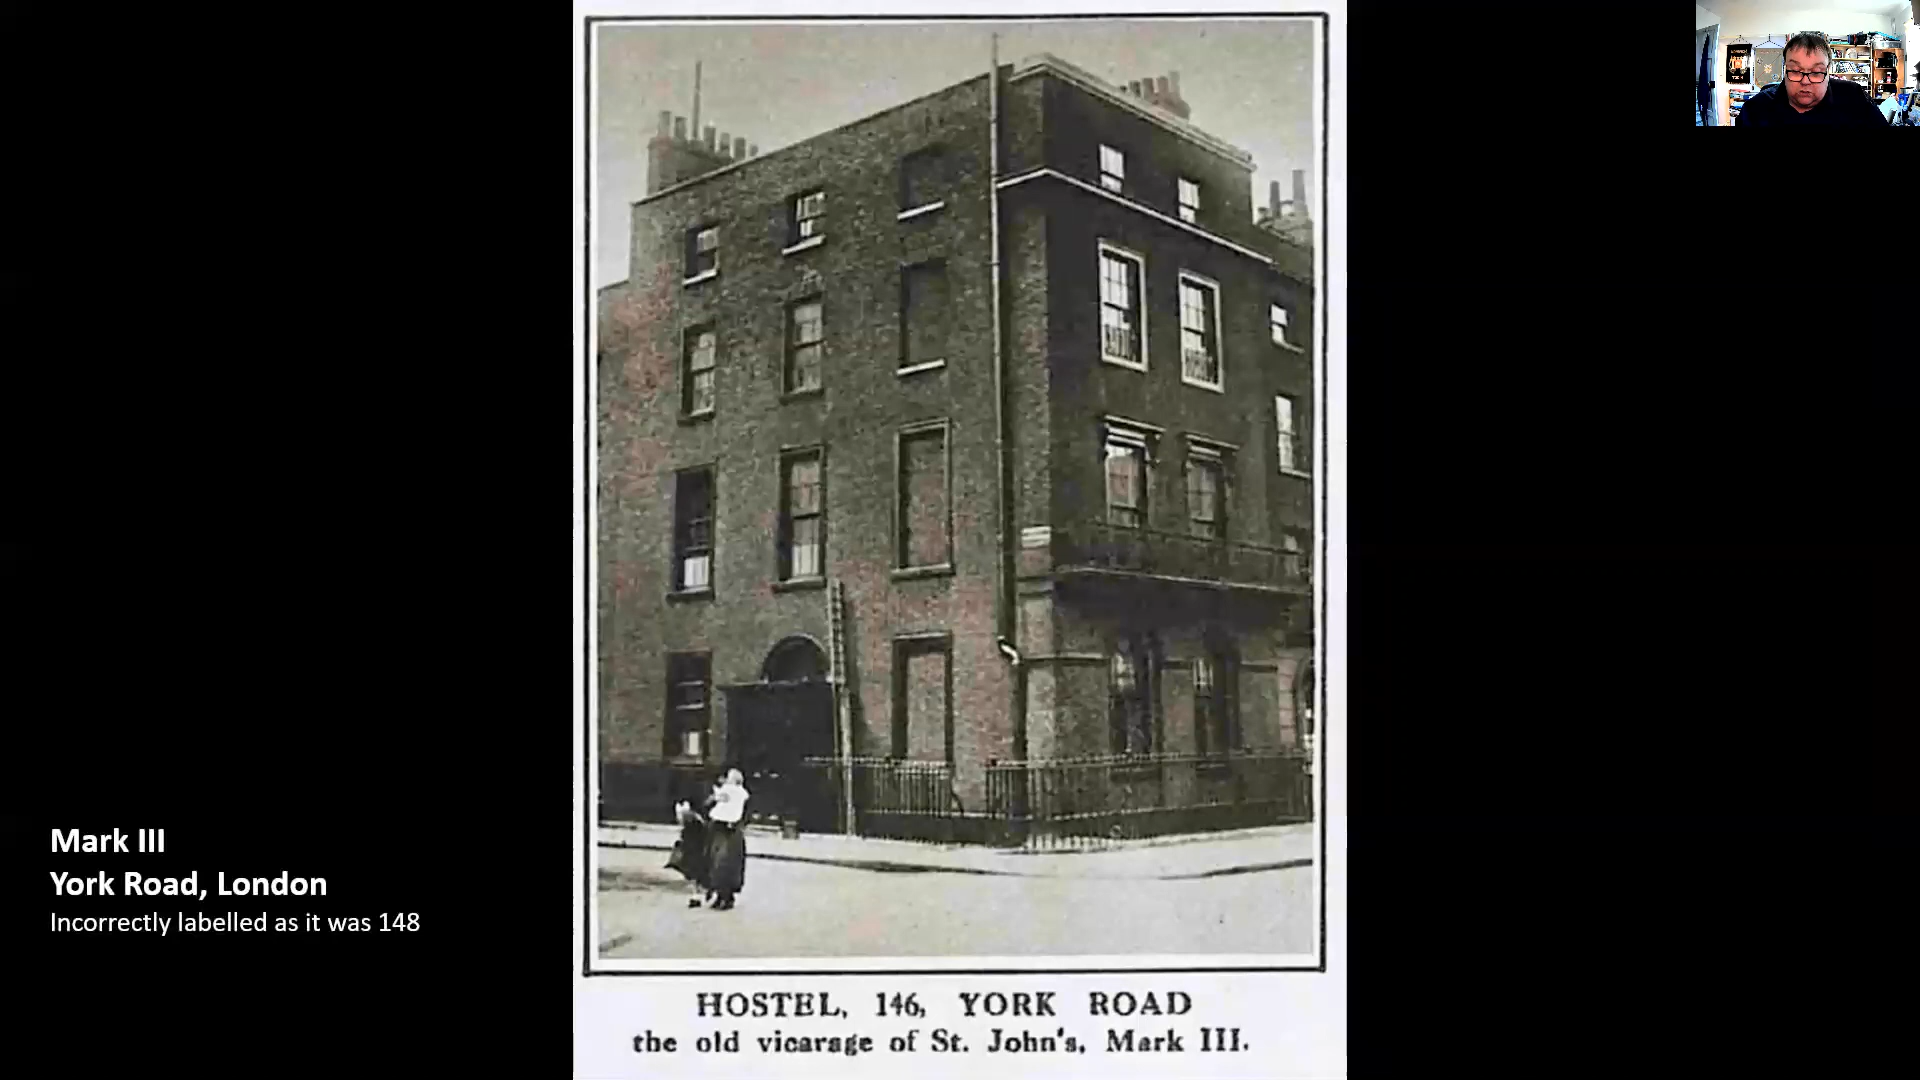 Mark III
York Road, London
Incorrectly labelled as it was 148
HOSTEL, 146, YORK ROAD
the old vicarage of St. John's, Mark III.